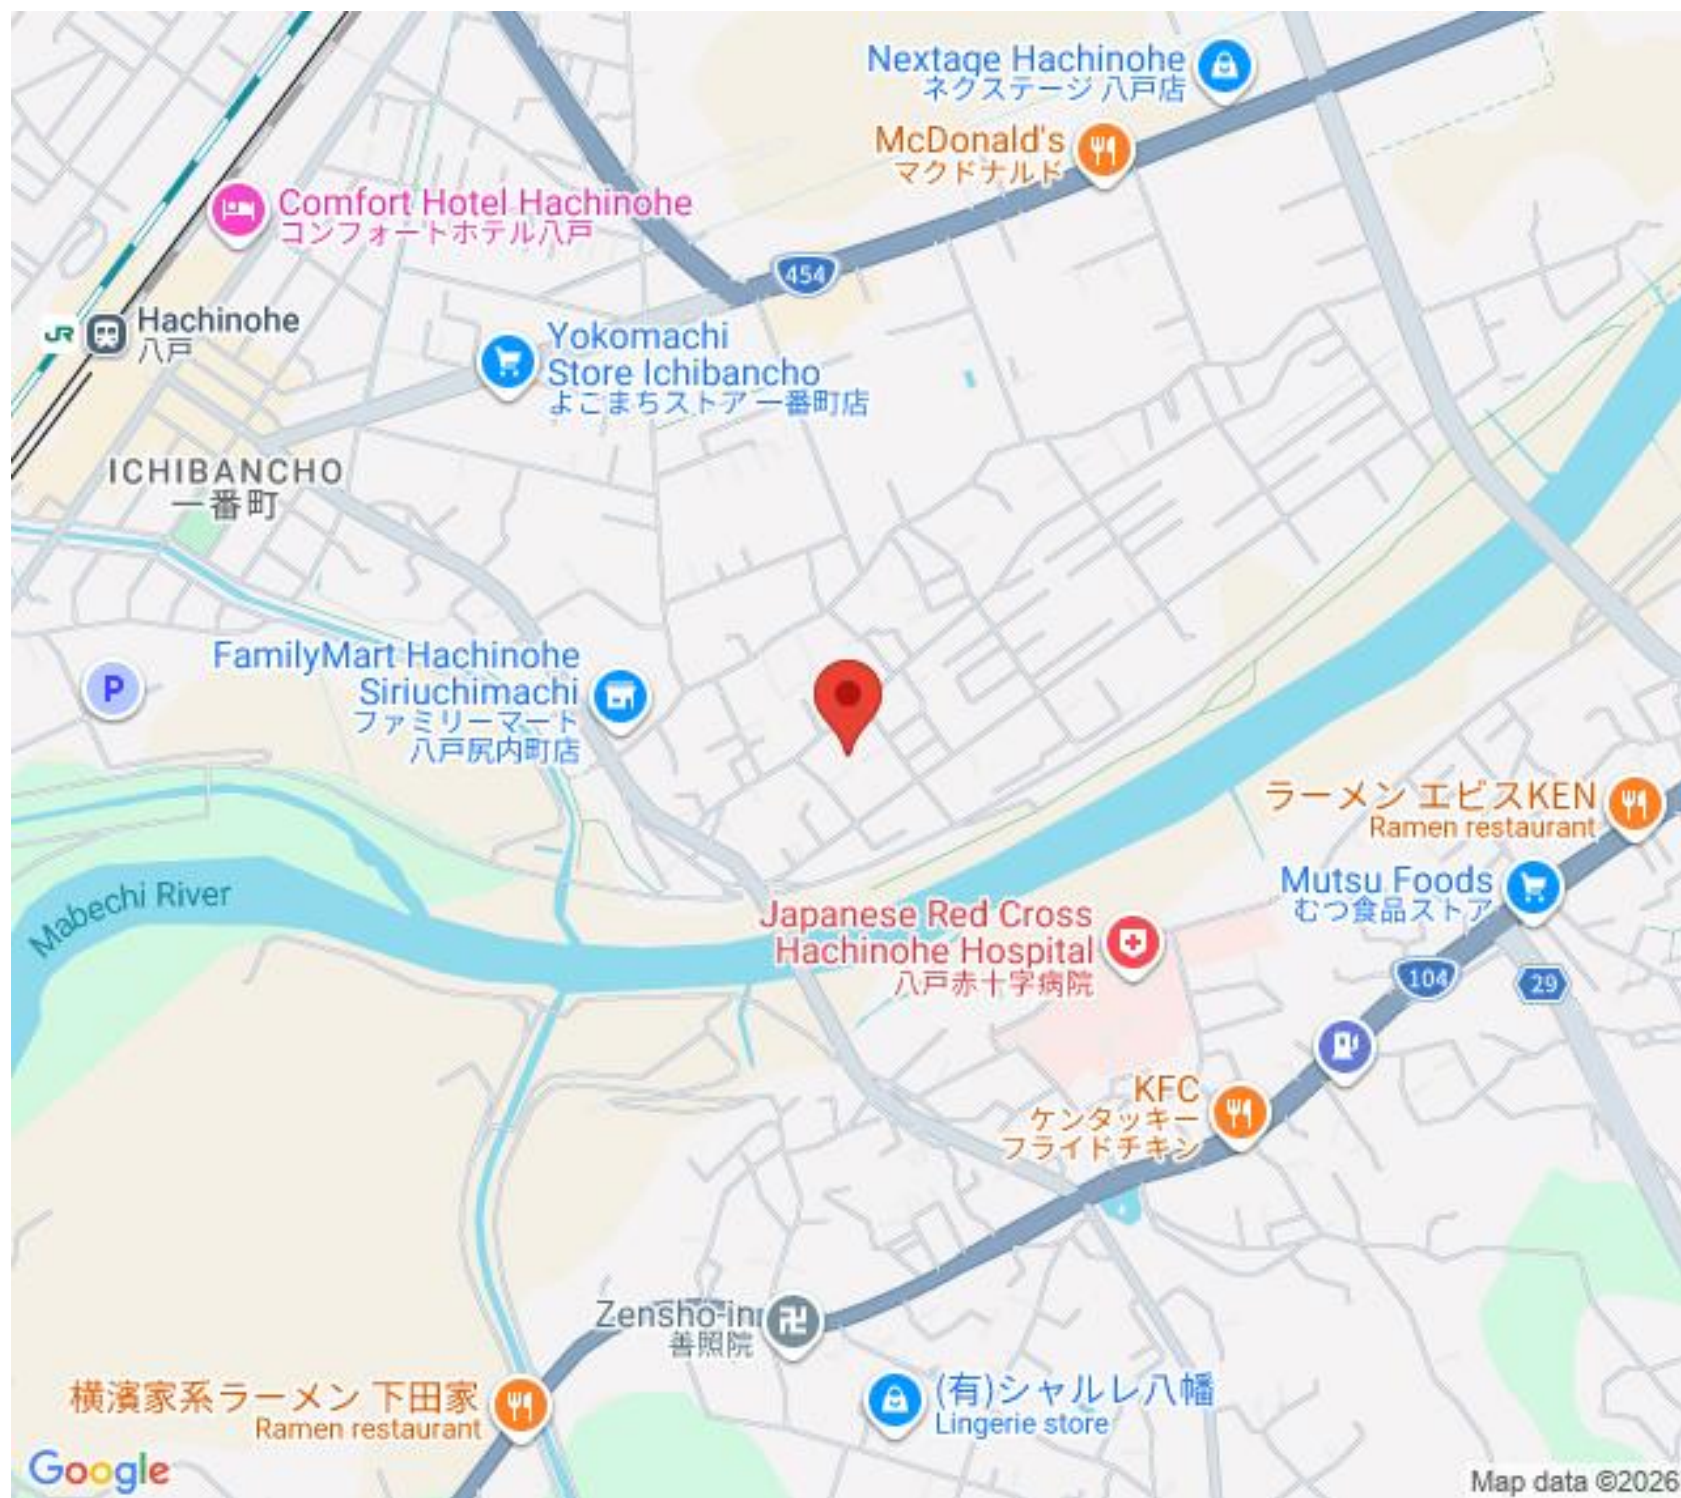 Nextage Hachinohe
ネクステージ 八戸店
McDonald's
マクドナルド
Comfort Hotel Hachinohe
コンフォートホテル八戸
454
JR
Hachinohe
八戸
Yokomachi
Store Ichibancho
よこまちストア 一番町店
ICHIBANCHO
一番町
FamilyMart Hachinohe
Siriuchimachi
ファミリーマート
八戸尻内町店
P
ラーメン エビスKEN
Ramen restaurant
Mutsu Foods
むつ食品ストア
Mabechi River
Japanese Red Cross
Hachinohe Hospital
八戸赤十字病院
104
29
KFC
ケンタッキー
フライドチキン
Zensho-in
善照院
横濱家系ラーメン 下田家
Ramen restaurant
(有)シャルレ八幡
Lingerie store
Google
Map data ©2026